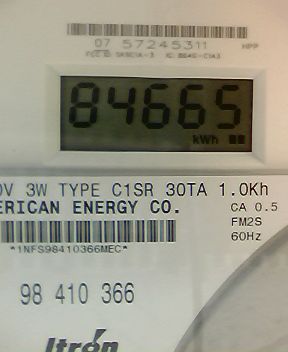 07 57245311 HPP
84665
kWh
0V 3W TYPE C1SR 30TA 1.0Kh
ERICAN ENERGY CO. CA 0.5
FM2S
*1NFS98410366MEC* 60Hz
98 410 366
Itron